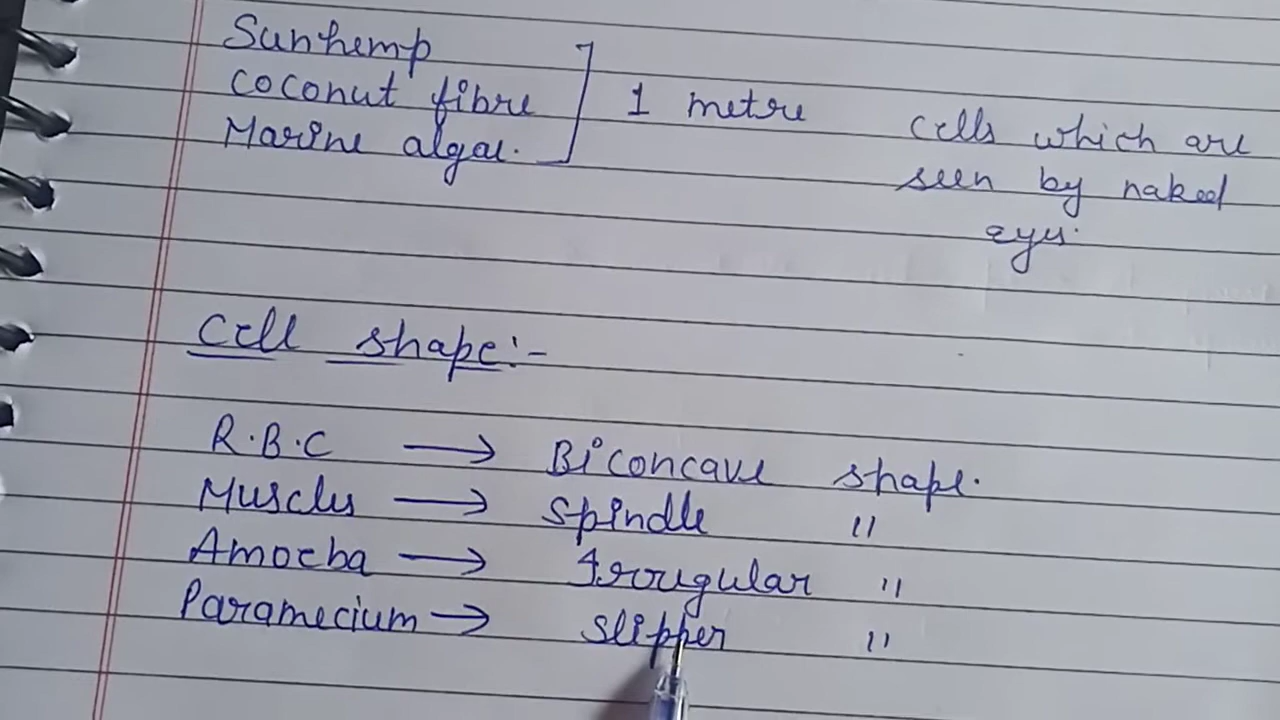 Sunhemp
Coconut fibre
Marine algae.
1 metre
Cells which are
seen by naked
eyes.
Cell shape:-
R.B.C → Biconcave shape.
Muscles → Spindle "
Amoeba → Irregular "
Paramecium → Slipper "